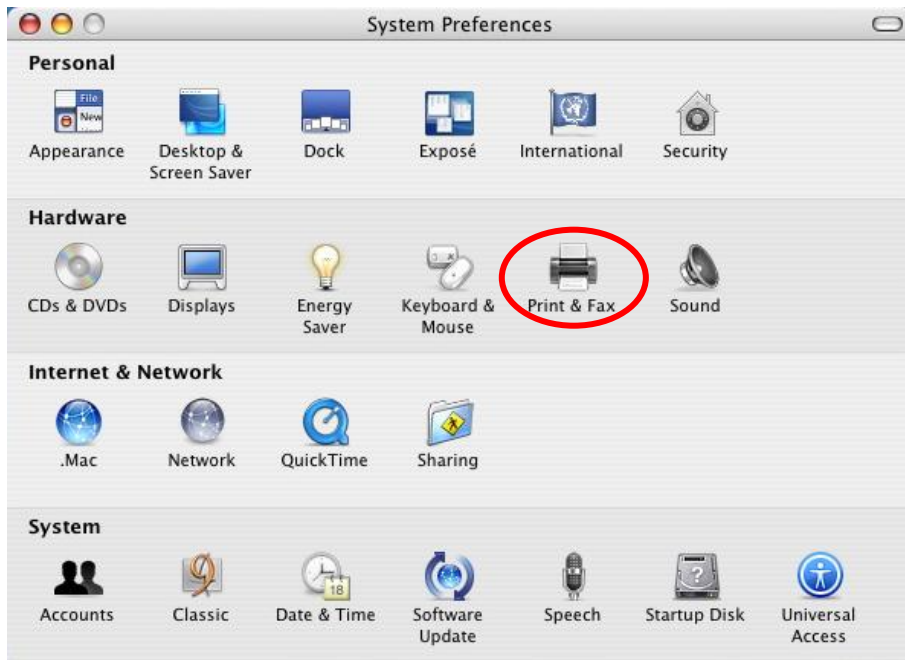 System Preferences
Personal
File
New
Appearance
Desktop &
Screen Saver
Dock
Exposé
International
Security
Hardware
CDs & DVDs
Displays
Energy
Saver
Keyboard &
Mouse
Print & Fax
Sound
Internet & Network
.Mac
Network
QuickTime
Sharing
System
18
?
Accounts
Classic
Date & Time
Software
Update
Speech
Startup Disk
Universal
Access